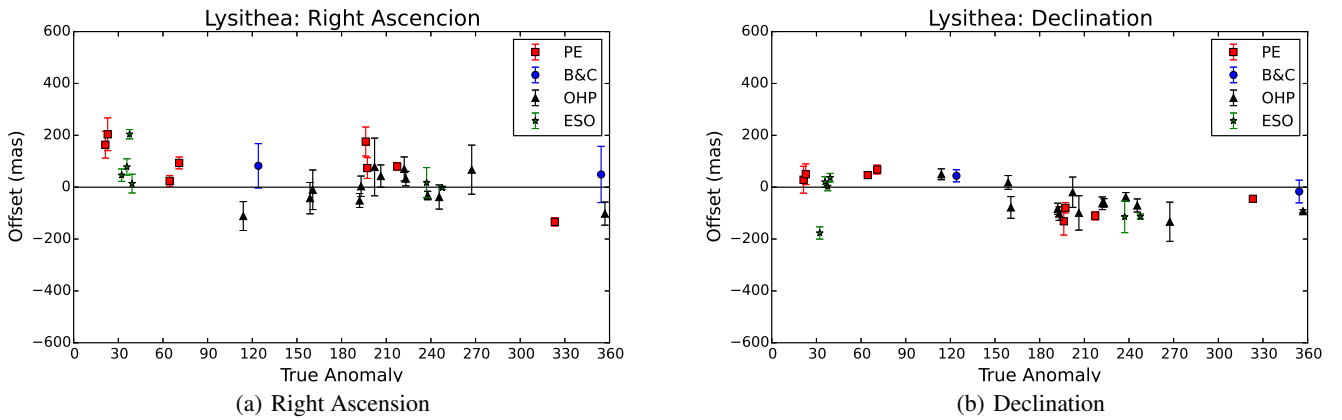 Lysithea: Right Ascencion
600
400
200
0
−200
−400
−600
Offset (mas)
PE
B&C
OHP
ESO
0 30 60 90 120 150 180 210 240 270 300 330 360
True Anomaly
(a) Right Ascension
Lysithea: Declination
600
400
200
0
−200
−400
−600
Offset (mas)
PE
B&C
OHP
ESO
0 30 60 90 120 150 180 210 240 270 300 330 360
True Anomaly
(b) Declination